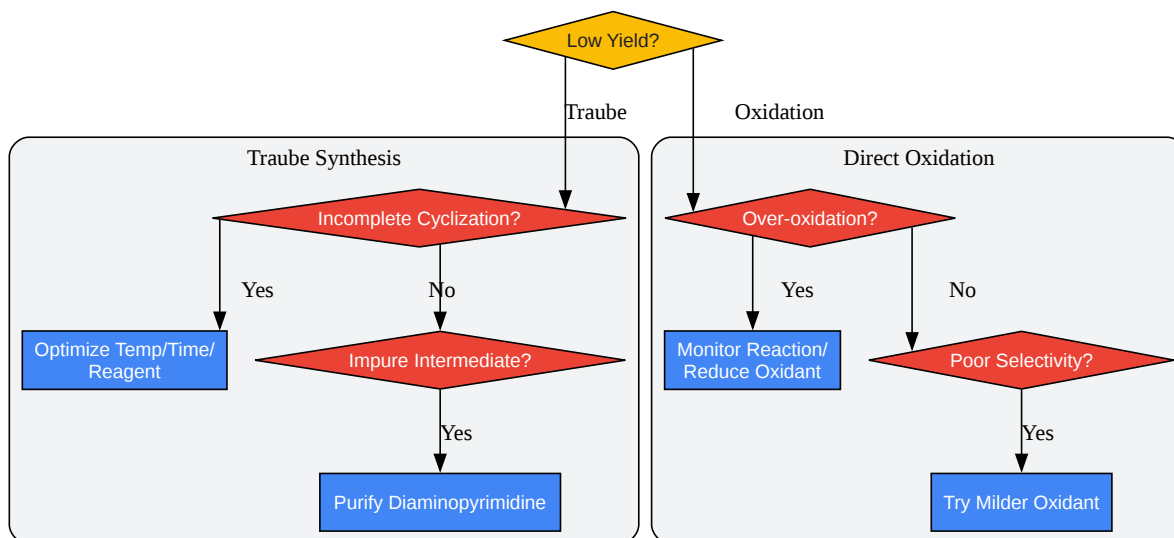 Low Yield?
Traube
Oxidation
Traube Synthesis
Direct Oxidation
Incomplete Cyclization?
Over-oxidation?
Yes
No
Yes
No
Optimize Temp/Time/
Reagent
Impure Intermediate?
Monitor Reaction/
Reduce Oxidant
Poor Selectivity?
Yes
Yes
Purify Diaminopyrimidine
Try Milder Oxidant